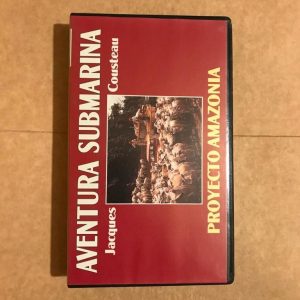 AVENTURA SUBMARINA
Jacques Cousteau
PROYECTO AMAZONIA